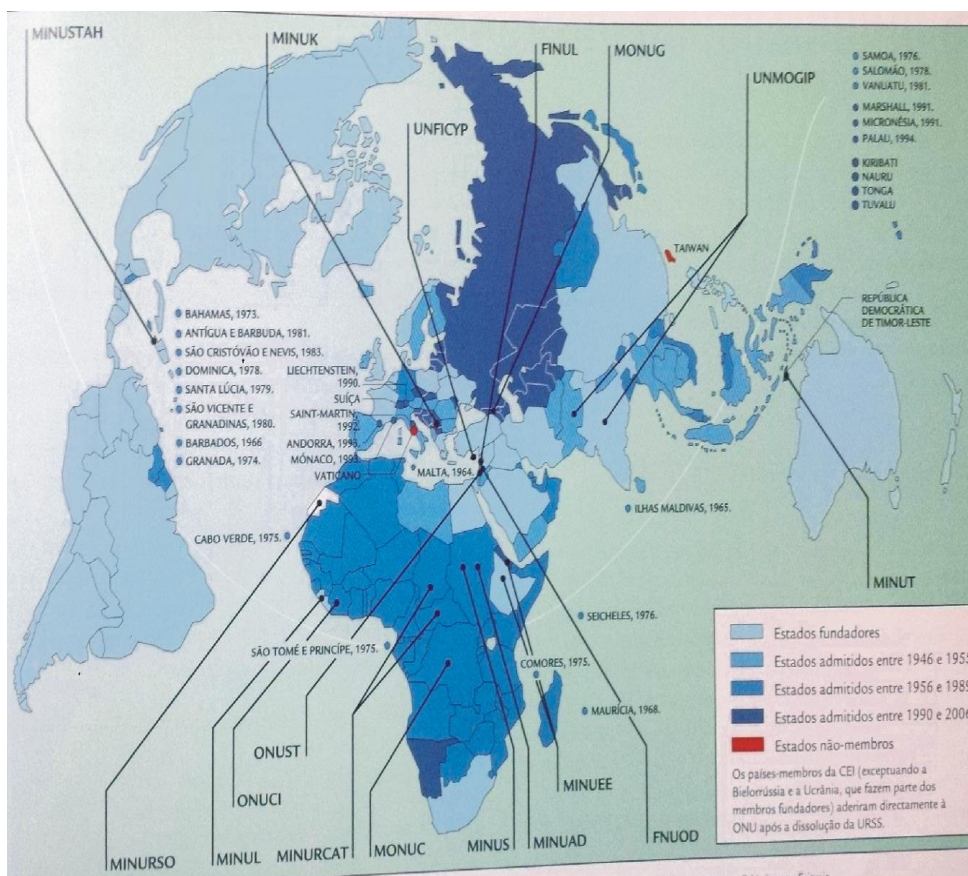 MINUSTAH
MINUK
FINUL
MONUG
UNMOGIP
UNFICYP
SAMOA, 1976.
SALOMÃO, 1978.
VANUATU, 1981.
MARSHALL, 1991.
MICRONÉSIA, 1991.
PALAU, 1994.
KIRIBATI
NAURU
TONGA
TUVALU
TAIWAN
REPÚBLICA
DEMOCRÁTICA
DE TIMOR-LESTE
BAHAMAS, 1973.
ANTÍGUA E BARBUDA, 1981.
SÃO CRISTÓVÃO E NEVIS, 1983.
DOMINICA, 1978.
SANTA LÚCIA, 1979.
SÃO VICENTE E
GRANADINAS, 1980.
BARBADOS, 1966
GRANADA, 1974.
LIECHTENSTEIN,
1990.
SUÍÇA
SAINT-MARTIN,
1992.
ANDORRA, 1993.
MÓNACO, 1993.
VATICANO
MALTA, 1964.
ILHAS MALDIVAS, 1965.
CABO VERDE, 1975.
MINUT
SÃO TOMÉ E PRINCÍPE, 1975.
SEICHELES, 1976.
COMORES, 1975.
MAURÍCIA, 1968.
ONUST
ONUCI
MINUEE
MINURSO
MINUL
MINURCAT
MONUC
MINUS
MINUAD
FNUOD
Estados fundadores
Estados admitidos entre 1946 e 1955
Estados admitidos entre 1956 e 1989
Estados admitidos entre 1990 e 2006
Estados não-membros
Os países-membros da CEI (exceptuando a
Bielorrússia e a Ucrânia, que fazem parte dos
membros fundadores) aderiram directamente à
ONU após a dissolução da URSS.